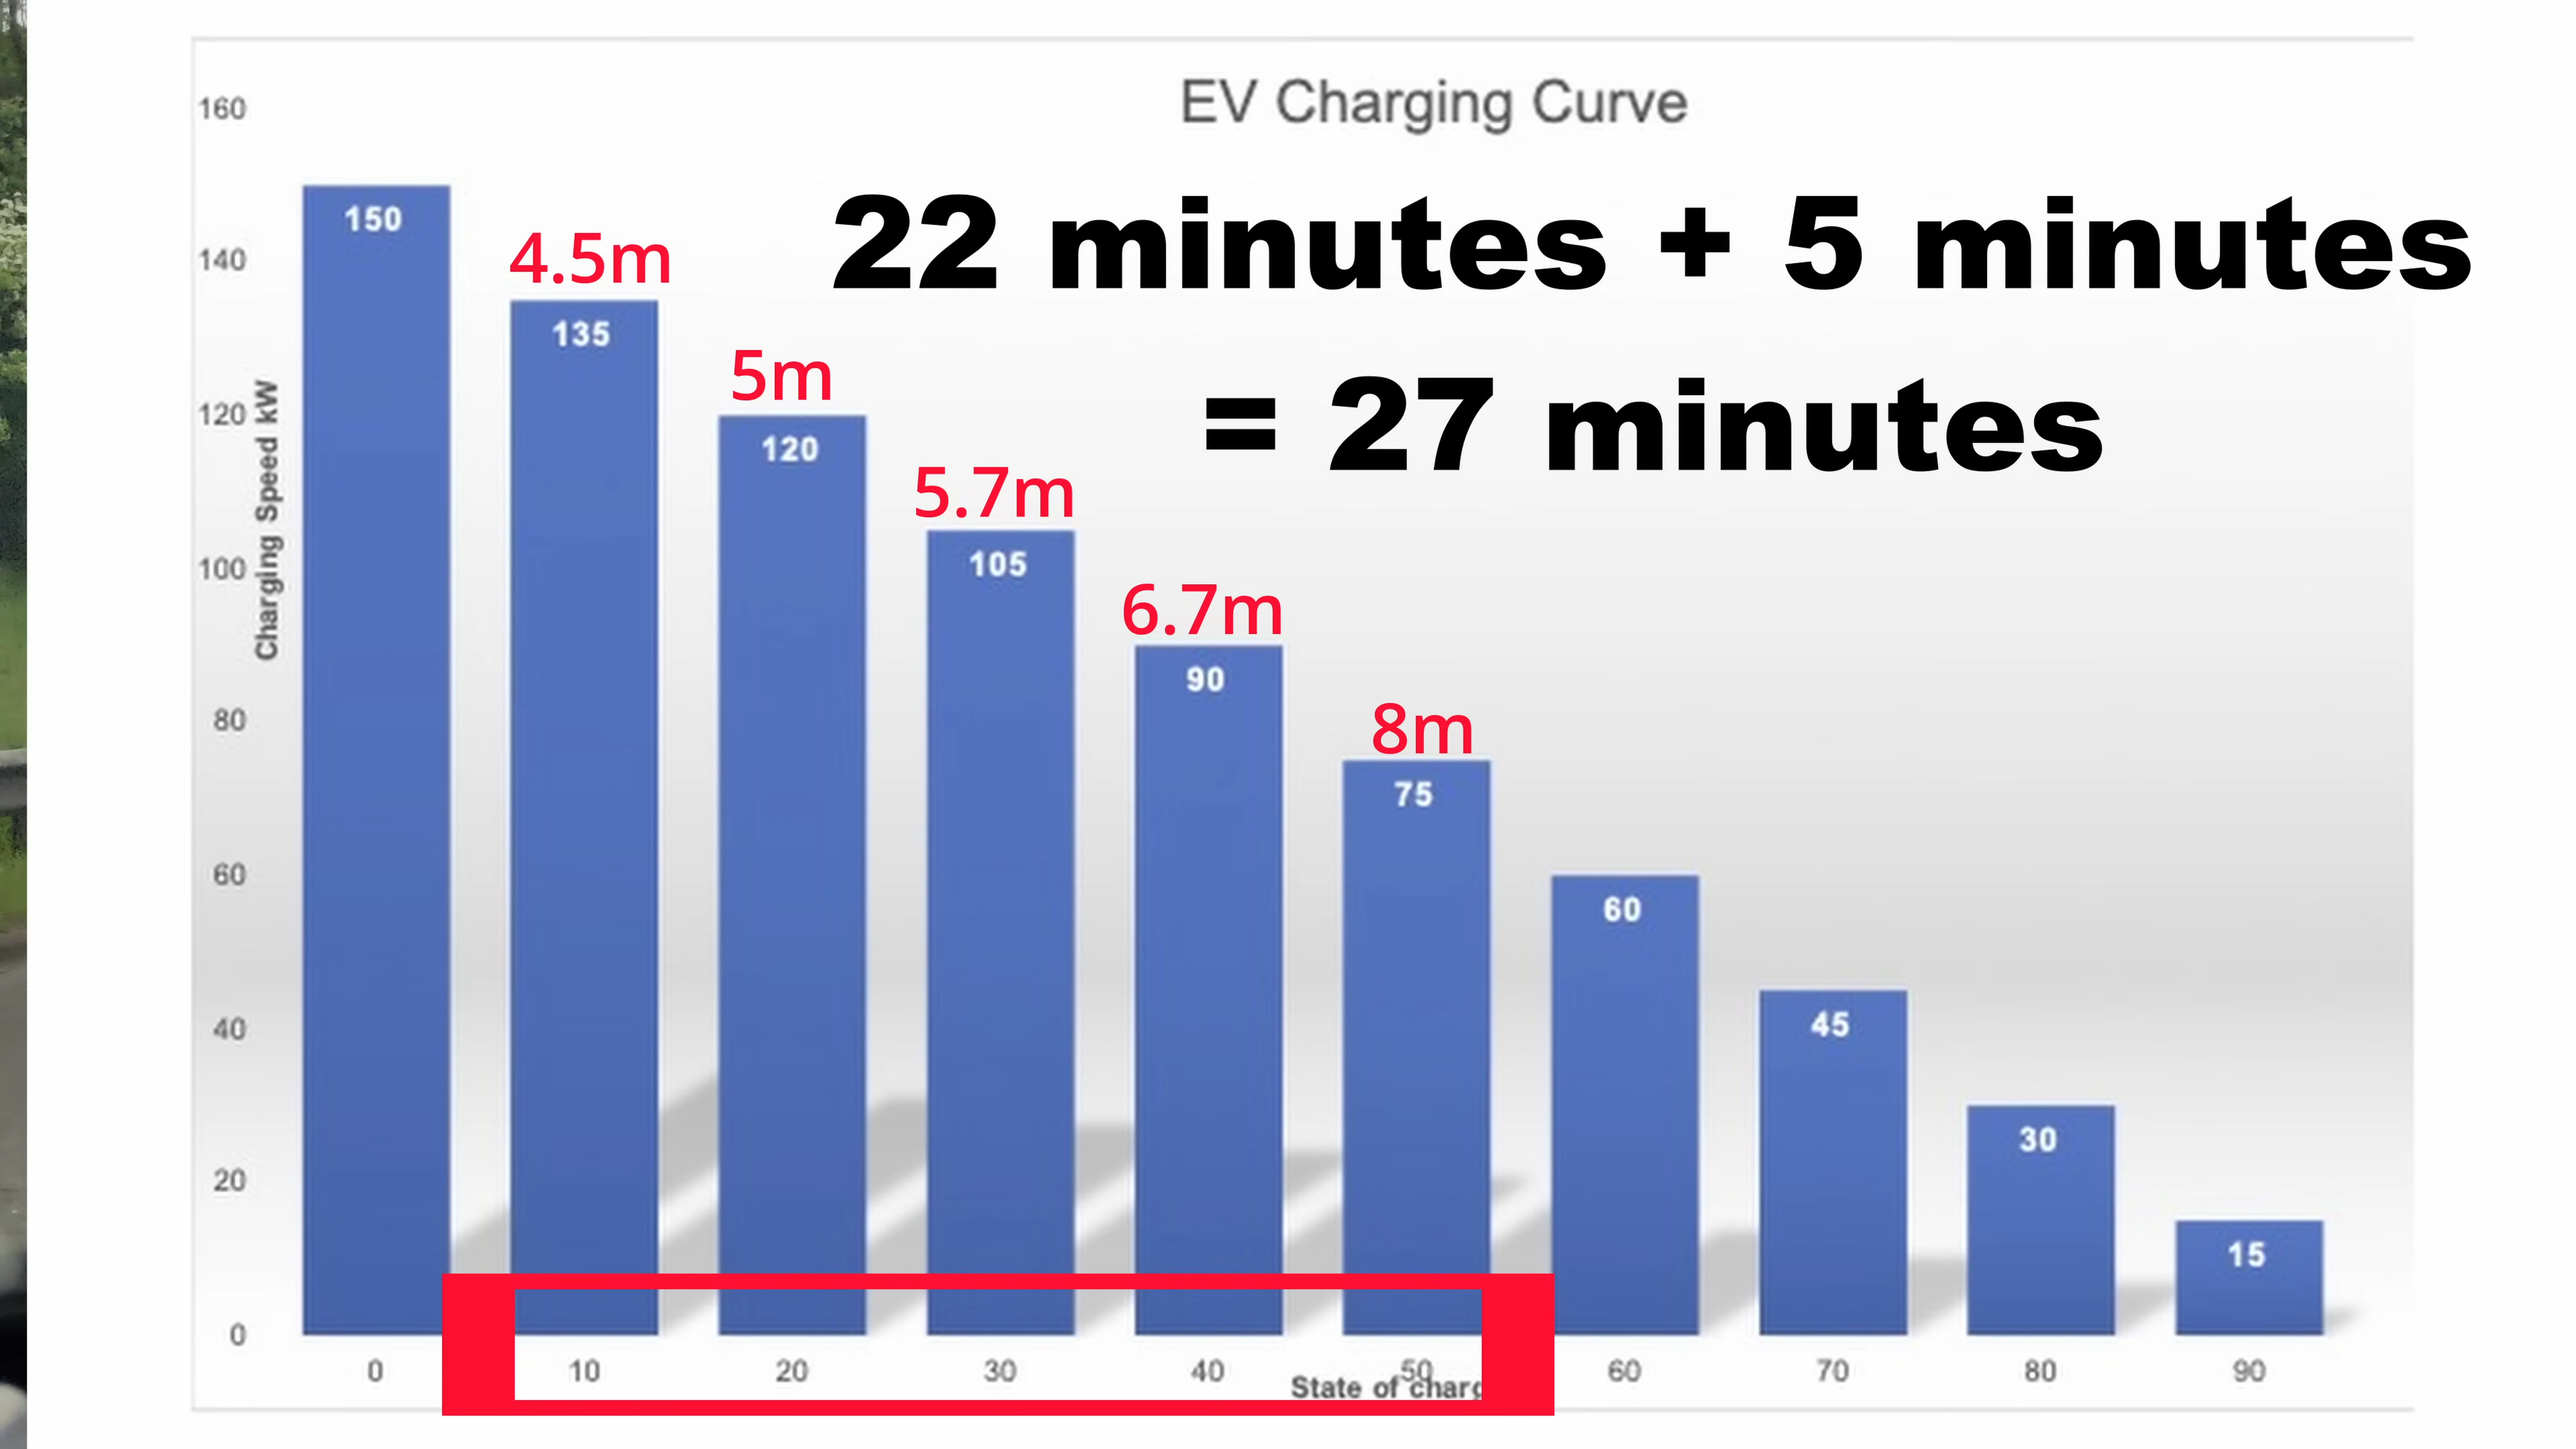 EV Charging Curve
22 minutes + 5 minutes
= 27 minutes
Charging Speed kW
160
140
120
100
80
60
40
20
0
150
4.5m
135
5m
120
5.7m
105
6.7m
90
8m
75
60
45
30
15
0 10 20 30 40 50 60 70 80 90
State of charg